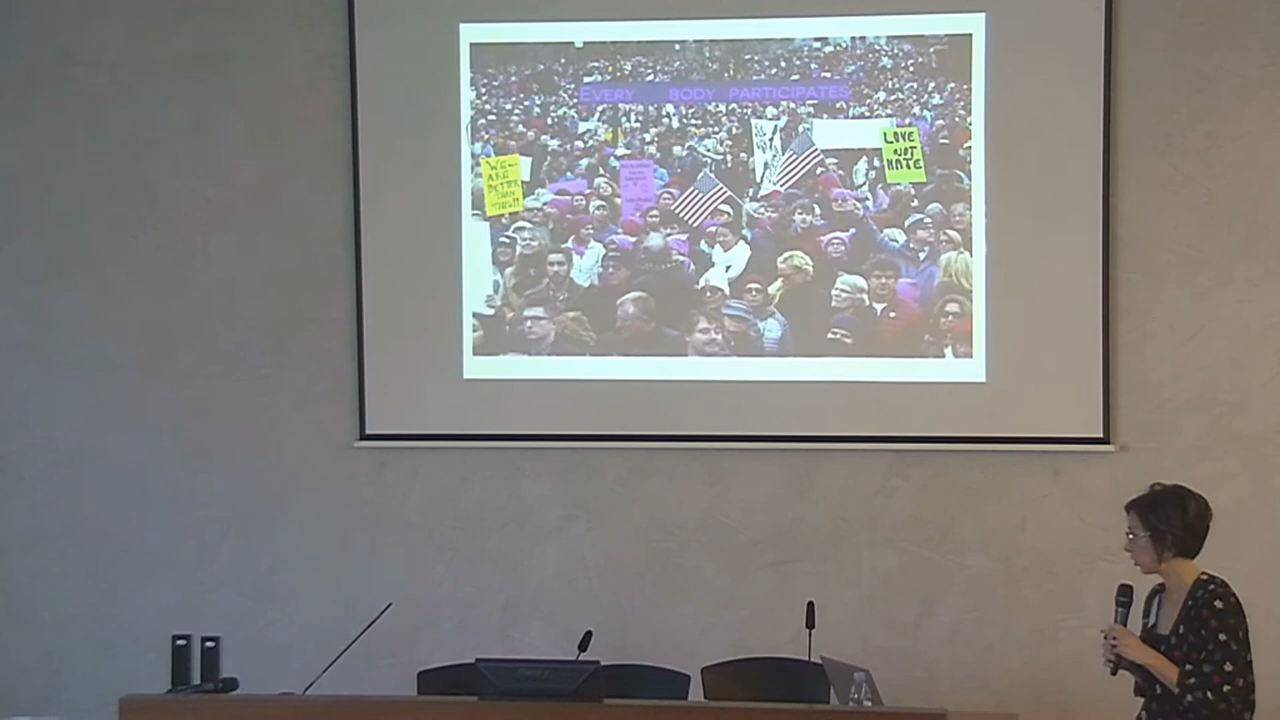 EVERY BODY PARTICIPATES
LOVE
NOT
HATE
WE
ARE
BETTER
THAN
THIS!!